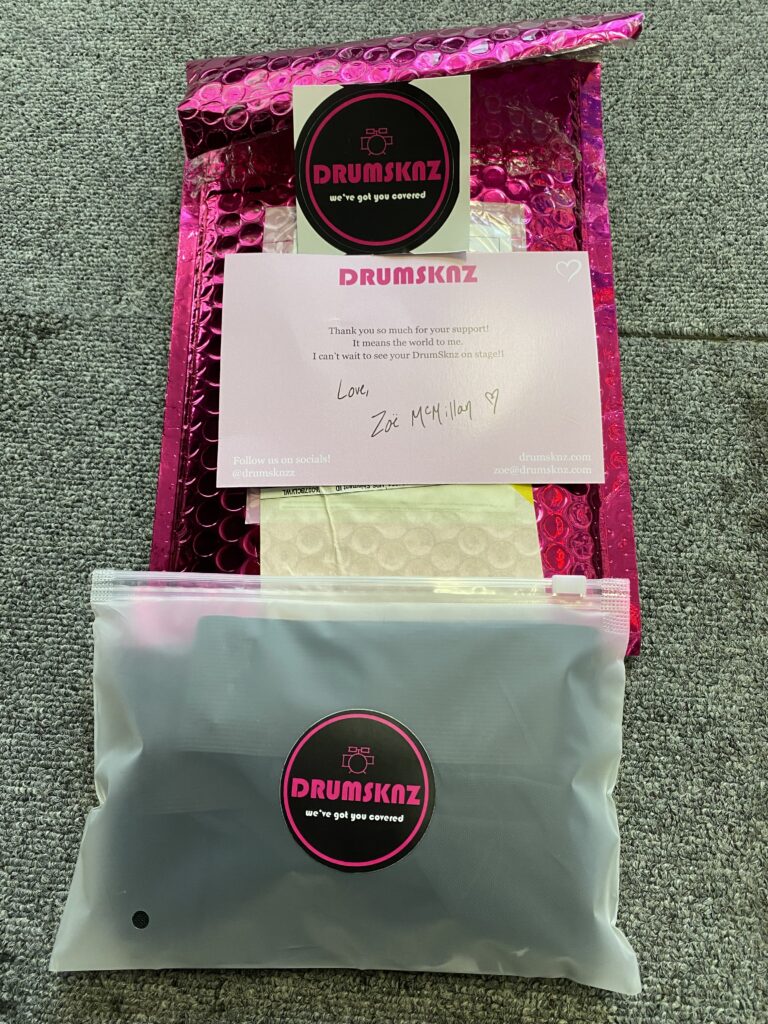 DRUMSKNZ
we've got you covered
DRUMSKNZ
Thank you so much for your support!
It means the world to me.
I can't wait to see your DrumSknz on stage!!
Love,
Zoë McMillan
Follow us on socials!
@drumsknzz
drumsknz.com
zoe@drumsknz.com
DRUMSKNZ
we've got you covered